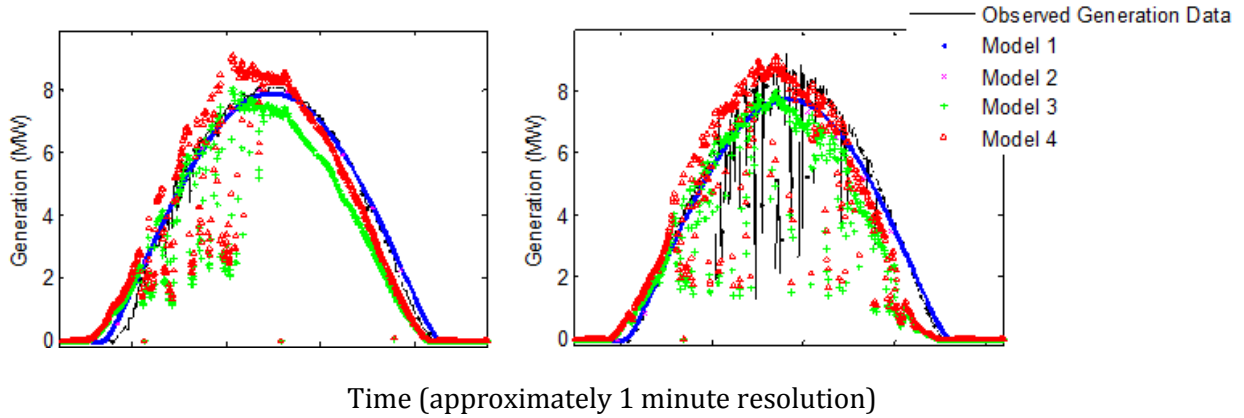 Observed Generation Data
Model 1
Model 2
Model 3
Model 4
Generation (MW)
8
6
4
2
0
Generation (MW)
8
6
4
2
0
Time (approximately 1 minute resolution)